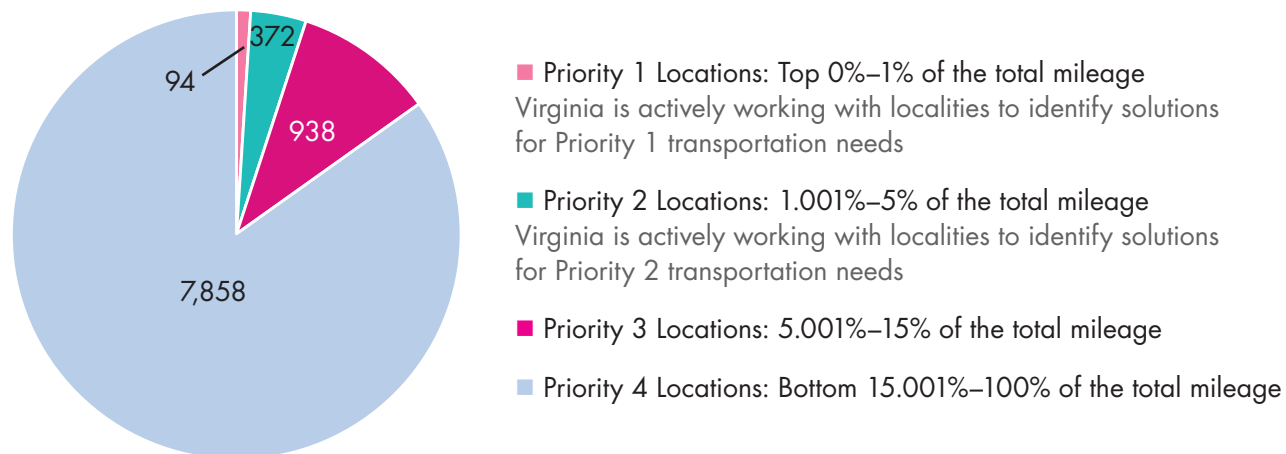 372
94
938
7,858
Priority 1 Locations: Top 0%–1% of the total mileage
Virginia is actively working with localities to identify solutions
for Priority 1 transportation needs
Priority 2 Locations: 1.001%–5% of the total mileage
Virginia is actively working with localities to identify solutions
for Priority 2 transportation needs
Priority 3 Locations: 5.001%–15% of the total mileage
Priority 4 Locations: Bottom 15.001%–100% of the total mileage